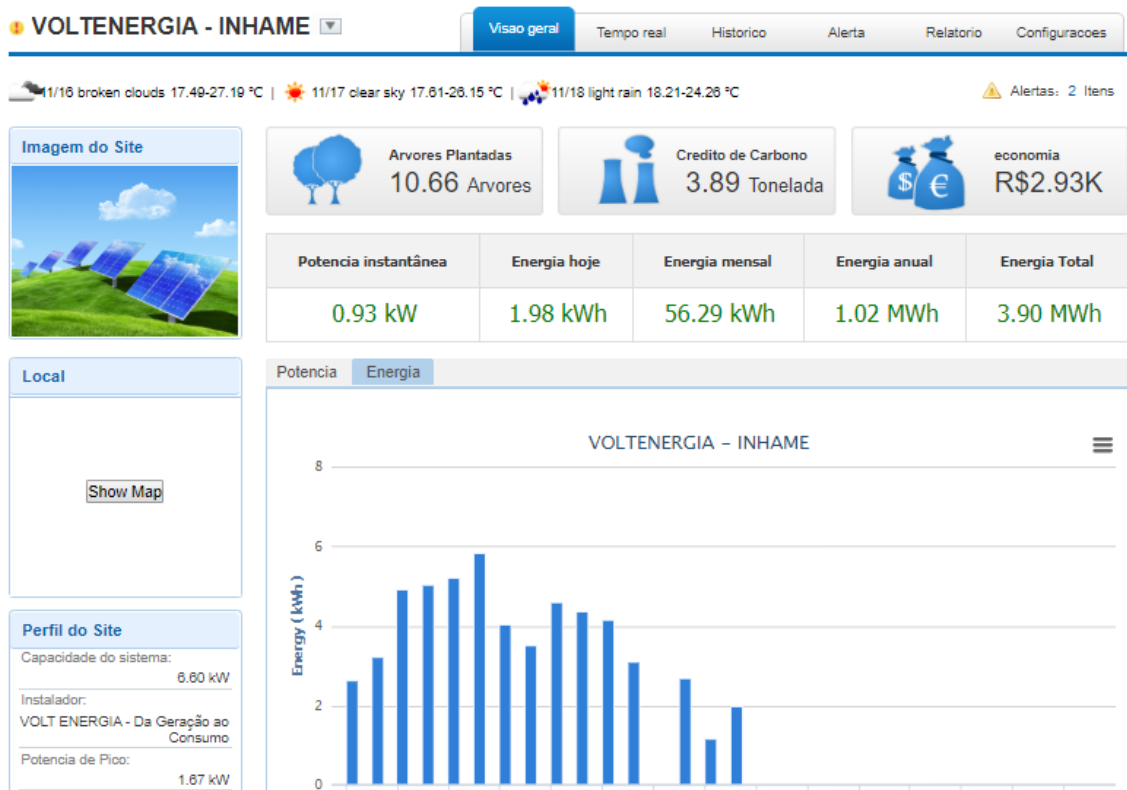 VOLTENERGIA - INHAME
Visao geral
Tempo real
Historico
Alerta
Relatorio
Configuracoes
11/16 broken clouds 17.49-27.19 ℃ | 11/17 clear sky 17.61-26.15 ℃ | 11/18 light rain 18.21-24.26 ℃
Alertas: 2 Itens
Imagem do Site
Arvores Plantadas
10.66 Arvores
Credito de Carbono
3.89 Tonelada
$ €
economia
R$2.93K
Potencia instantânea
Energia hoje
Energia mensal
Energia anual
Energia Total
0.93 kW
1.98 kWh
56.29 kWh
1.02 MWh
3.90 MWh
Local
Show Map
Potencia
Energia
VOLTENERGIA – INHAME
Energy ( kWh )
8
6
4
2
0
Perfil do Site
Capacidade do sistema:
6.60 kW
Instalador:
VOLT ENERGIA - Da Geração ao
Consumo
Potencia de Pico:
1.67 kW